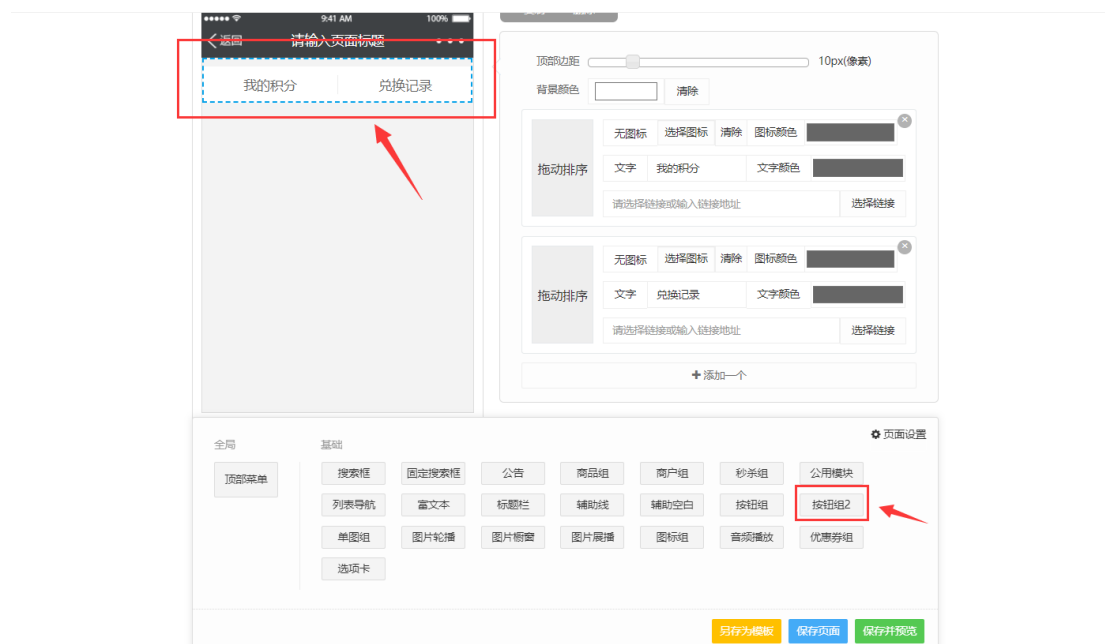 9:41 AM 100%
返回 请输入页面标题
我的积分 兑换记录
顶部边距 10px(像素)
背景颜色 清除
拖动排序
无图标 选择图标 清除 图标颜色
文字 我的积分 文字颜色
请选择链接或输入链接地址 选择链接
拖动排序
无图标 选择图标 清除 图标颜色
文字 兑换记录 文字颜色
请选择链接或输入链接地址 选择链接
添加一个
页面设置
全局 基础
顶部菜单
搜索框 固定搜索框 公告 商品组 商户组 秒杀组 公用模块
列表导航 富文本 标题栏 辅助线 辅助空白 按钮组 按钮组2
单图组 图片轮播 图片橱窗 图片展播 图标组 音频播放 优惠券组
选项卡
另存为模板 保存页面 保存并预览